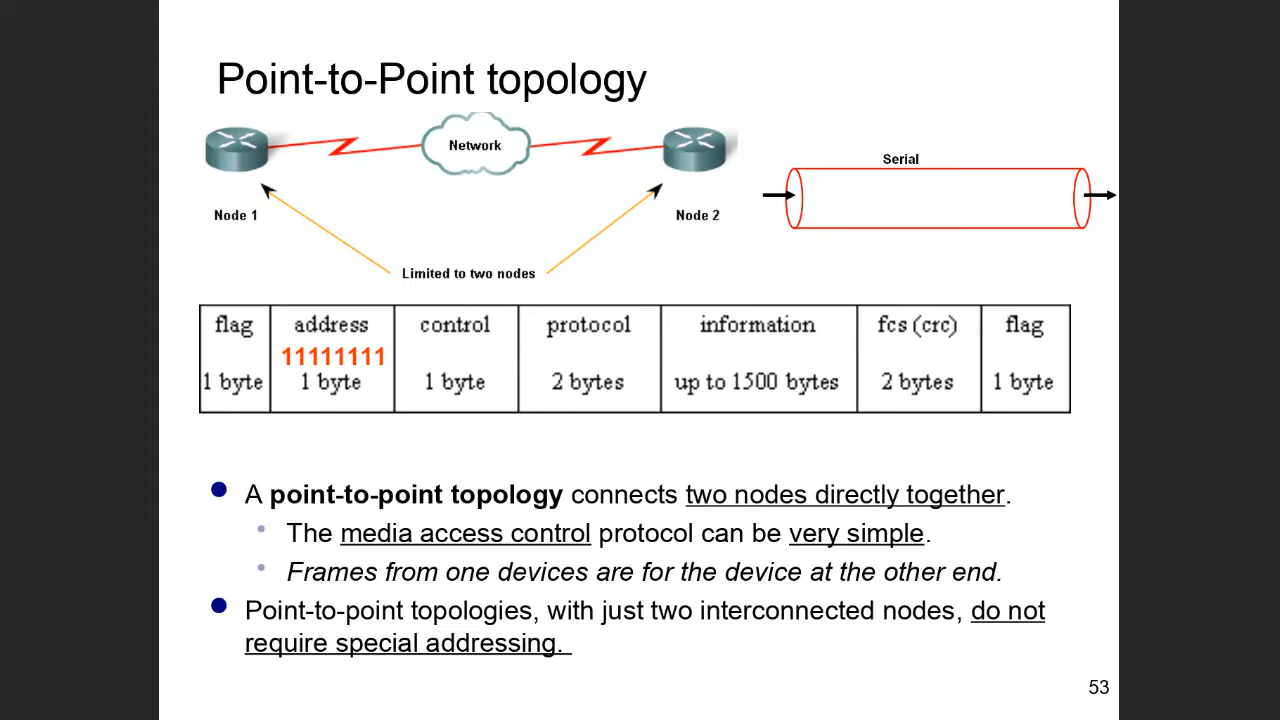 Point-to-Point topology
Network
Serial
Node 1
Node 2
Limited to two nodes
flag address control protocol information fcs (crc) flag
11111111
1 byte 1 byte 1 byte 2 bytes up to 1500 bytes 2 bytes 1 byte
A point-to-point topology connects two nodes directly together.
The media access control protocol can be very simple.
Frames from one devices are for the device at the other end.
Point-to-point topologies, with just two interconnected nodes, do not
require special addressing.
53